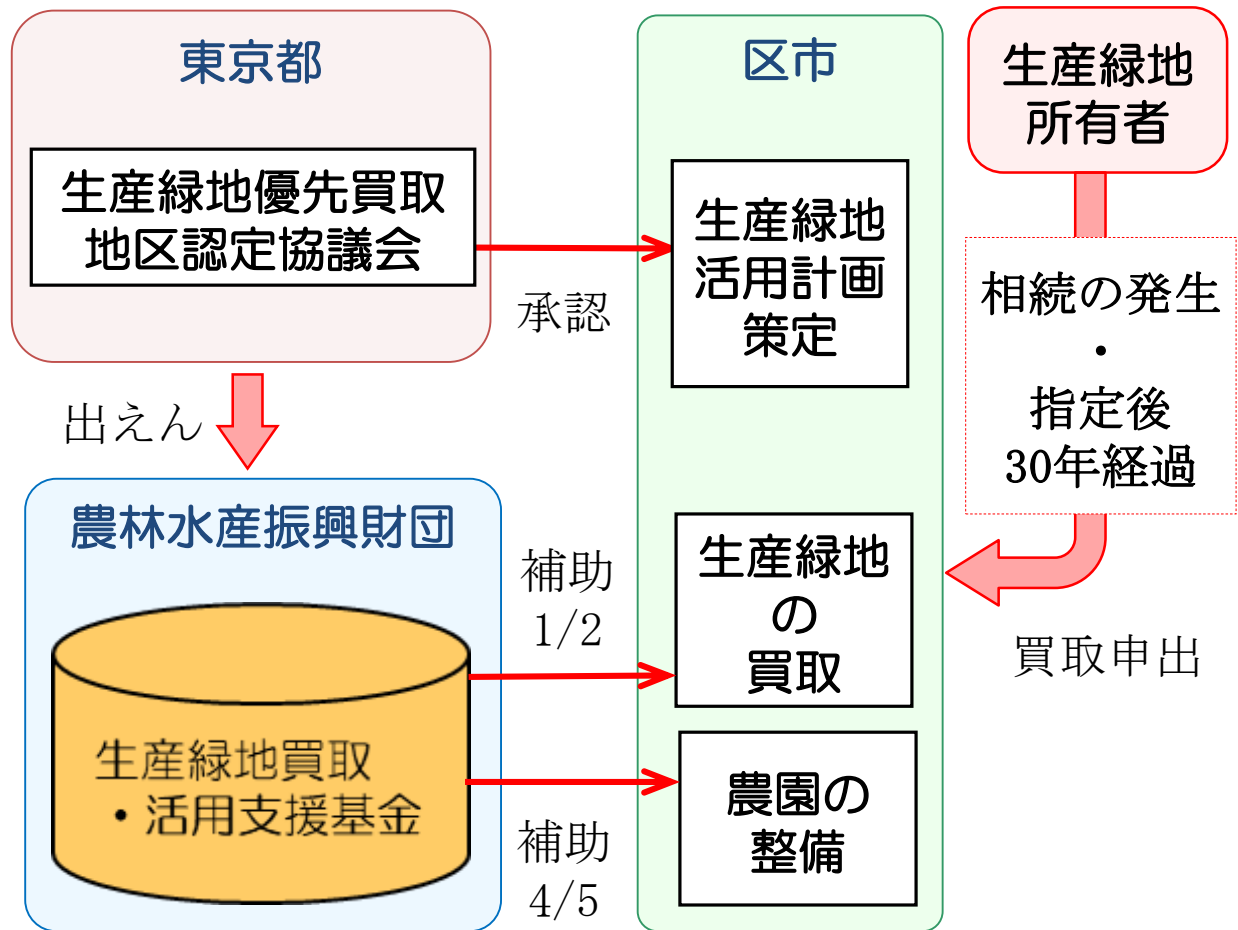 東京都
生産緑地優先買取
地区認定協議会
承認
出えん
農林水産振興財団
生産緑地買取
・活用支援基金
補助
1/2
補助
4/5
区市
生産緑地
活用計画
策定
生産緑地
の
買取
農園の
整備
生産緑地
所有者
相続の発生
・
指定後
30年経過
買取申出